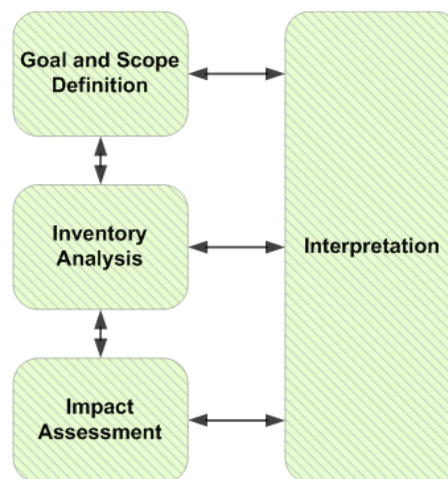 Goal and Scope
Definition
Inventory
Analysis
Interpretation
Impact
Assessment